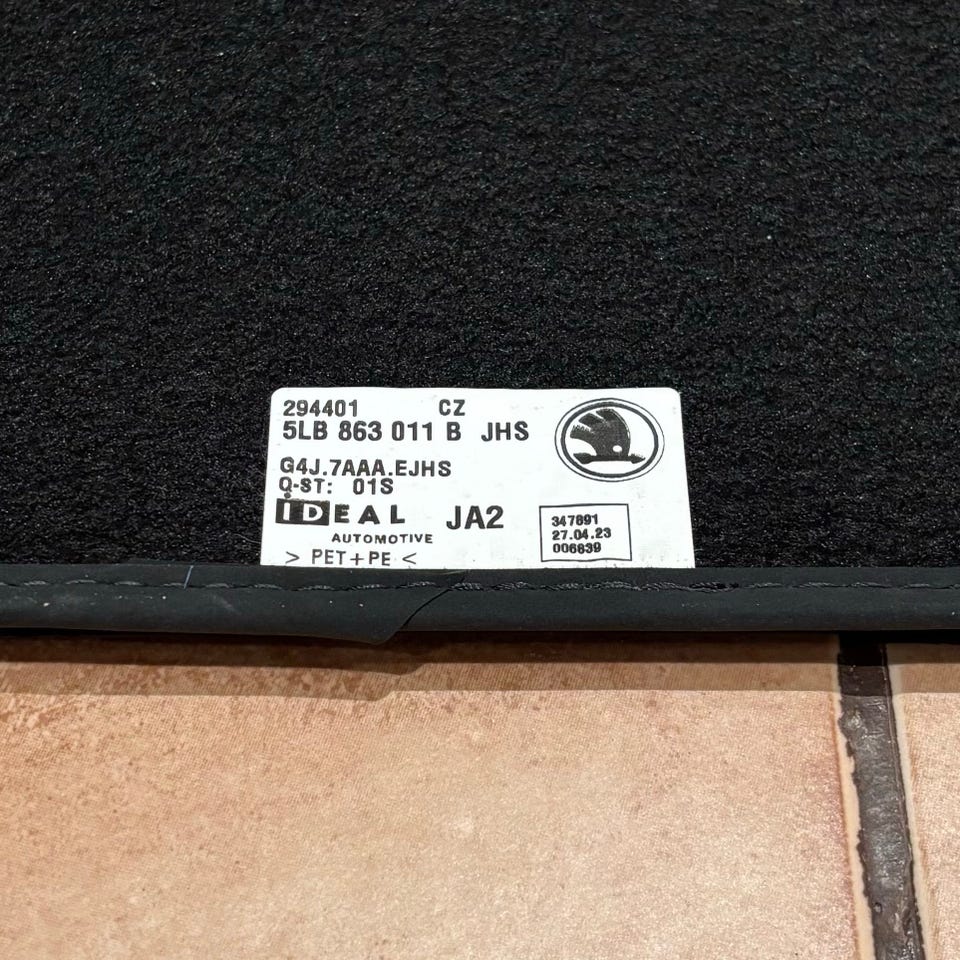 294401 CZ
5LB 863 011 B JHS
G4J.7AAA.EJHS
Q-ST: 01S
IDEAL JA2
AUTOMOTIVE
> PET+PE <
347891
27.04.23
006839